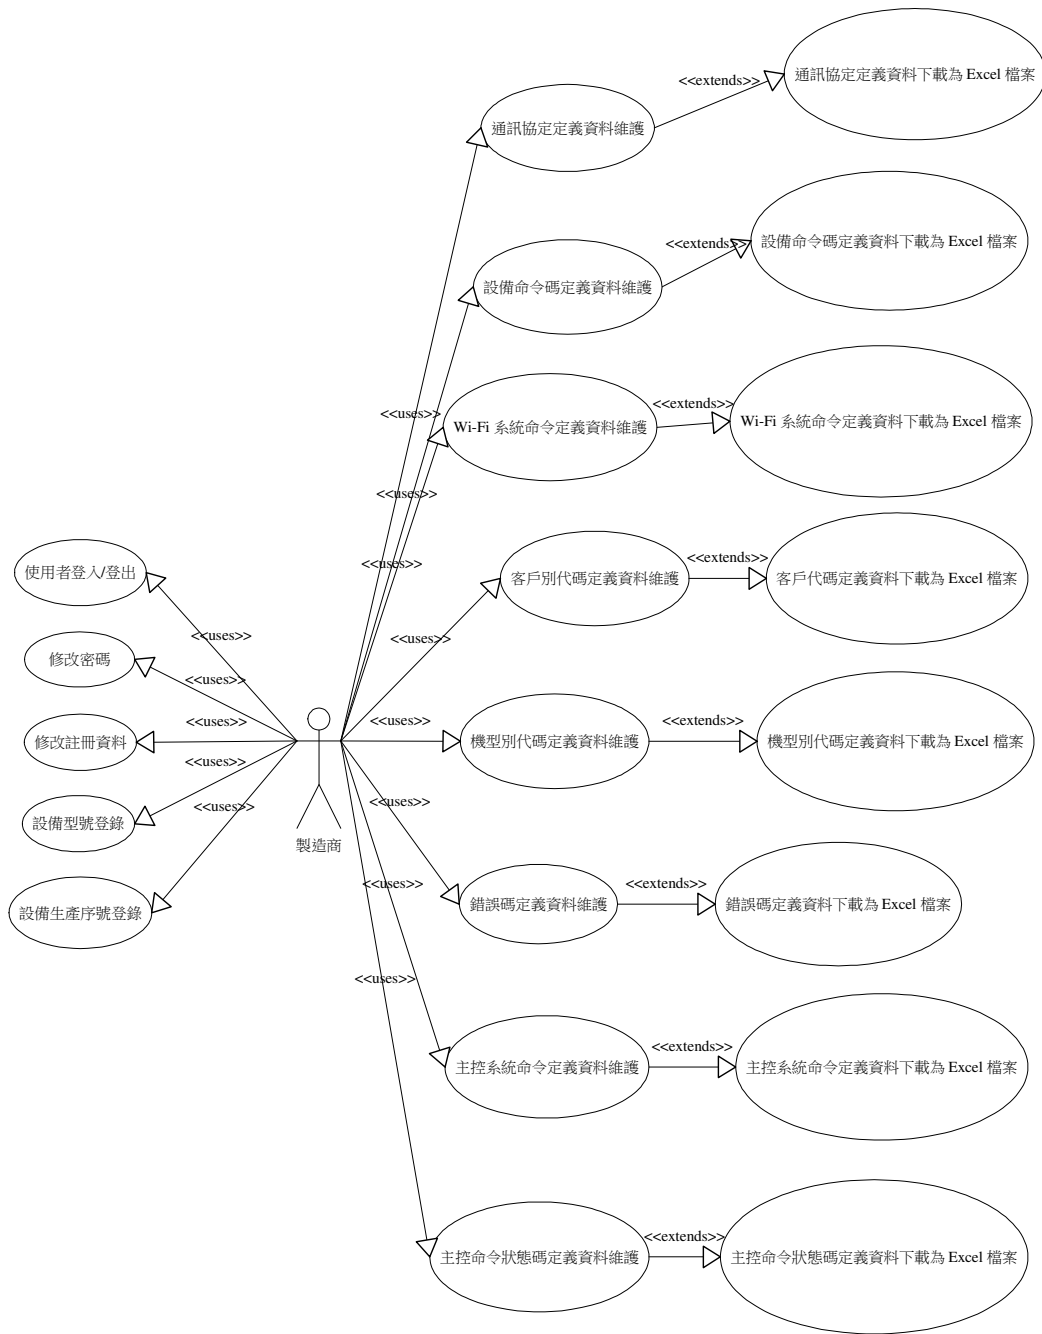 <<extends>>
通訊協定定義資料下載為 Excel 檔案
通訊協定定義資料維護
<<extends>>
設備命令碼定義資料下載為 Excel 檔案
設備命令碼定義資料維護
<<uses>>
<<extends>>
Wi-Fi 系統命令定義資料維護
Wi-Fi 系統命令定義資料下載為 Excel 檔案
<<uses>>
<<uses>>
<<extends>>
使用者登入/登出
客戶別代碼定義資料維護
客戶代碼定義資料下載為 Excel 檔案
<<uses>>
<<uses>>
修改密碼
<<uses>>
<<uses>>
<<uses>>
<<extends>>
修改註冊資料
機型別代碼定義資料維護
機型別代碼定義資料下載為 Excel 檔案
<<uses>>
<<uses>>
<<uses>>
設備型號登錄
製造商
<<uses>>
<<extends>>
設備生產序號登錄
錯誤碼定義資料維護
錯誤碼定義資料下載為 Excel 檔案
<<uses>>
<<extends>>
主控系統命令定義資料維護
主控系統命令定義資料下載為 Excel 檔案
<<extends>>
主控命令狀態碼定義資料維護
主控命令狀態碼定義資料下載為 Excel 檔案